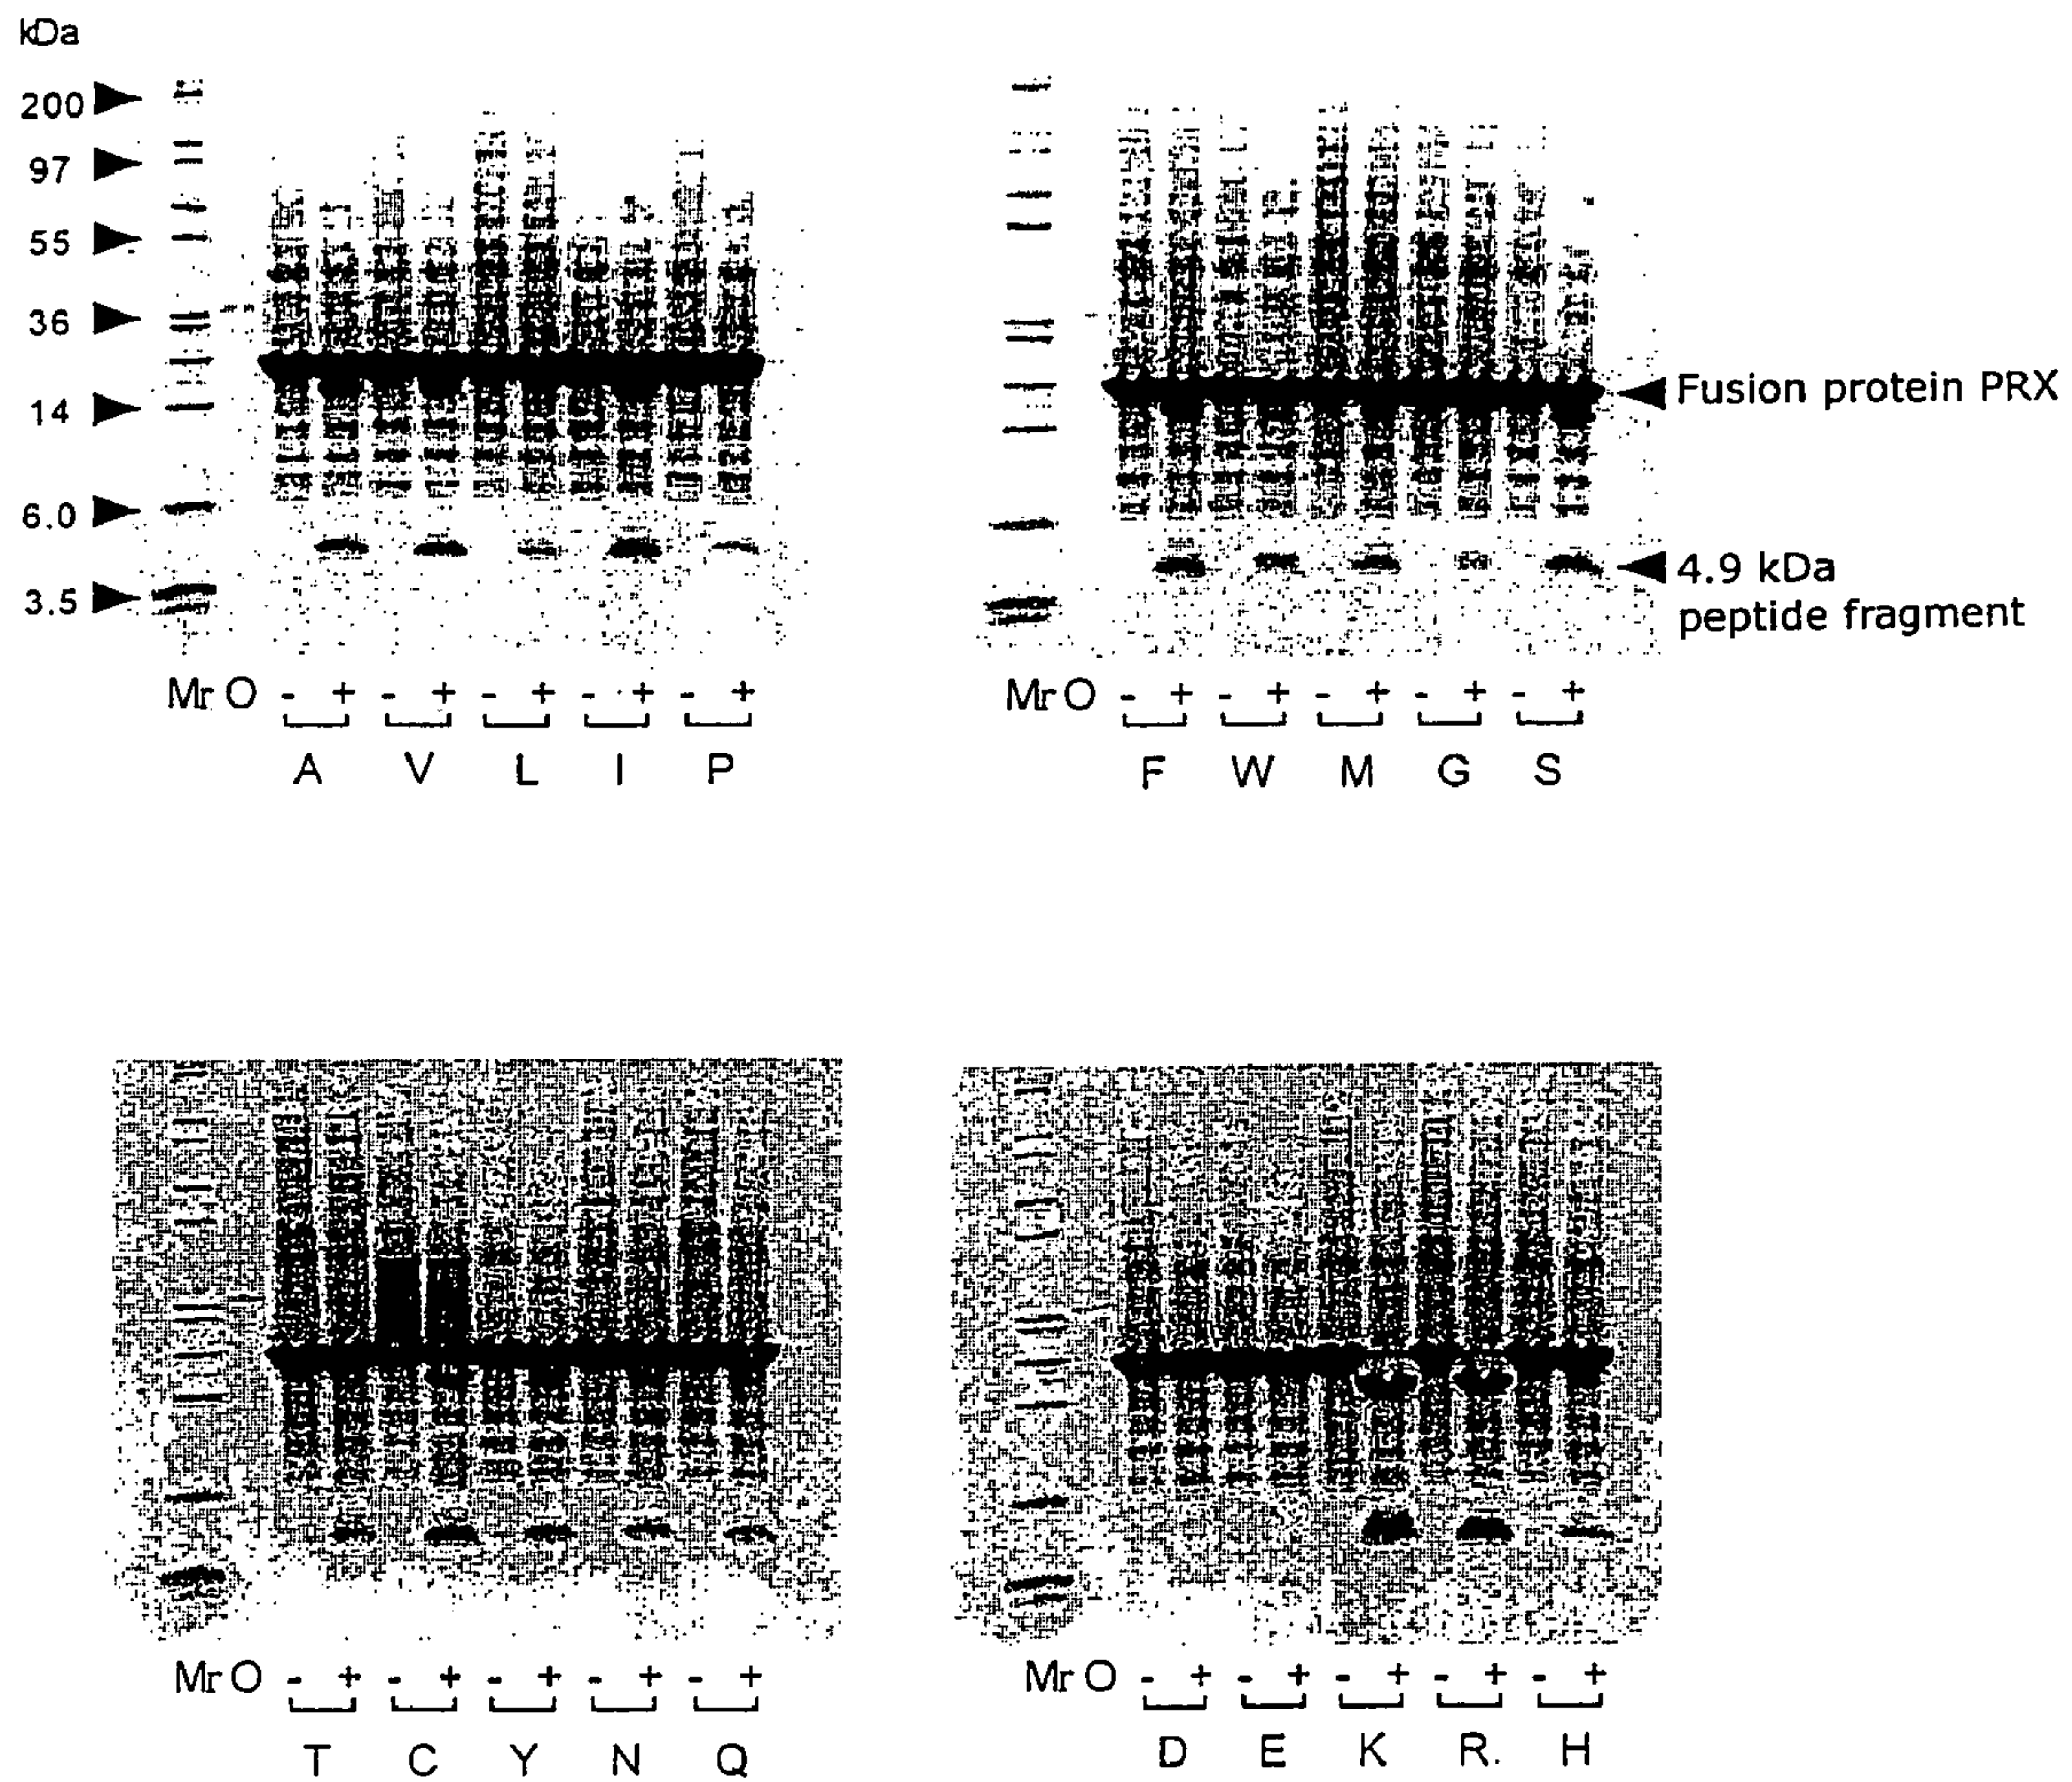 kDa
200
97
55
36
14
6.0
3.5
Fusion protein PRX
4.9 kDa
peptide fragment
Mr O - + - + - + - + - +
A V L I P
Mr O - + - + - + - + - +
F W M G S
Mr O - + - + - + - + - +
T C Y N Q
Mr O - + - + - + - + - +
D E K R. H